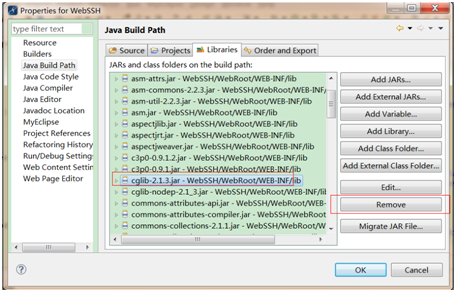 Properties for WebSSH
type filter text
Resource
Builders
Java Build Path
Java Code Style
Java Compiler
Java Editor
Javadoc Location
MyEclipse
Project References
Refactoring History
Run/Debug Settings
Web Content Settings
Web Page Editor
Java Build Path
Source
Projects
Libraries
Order and Export
JARs and class folders on the build path:
asm-attrs.jar - WebSSH/WebRoot/WEB-INF/lib
asm-commons-2.2.3.jar - WebSSH/WebRoot/WEB-INF/lib
asm-util-2.2.3.jar - WebSSH/WebRoot/WEB-INF/lib
asm.jar - WebSSH/WebRoot/WEB-INF/lib
aspectjlib.jar - WebSSH/WebRoot/WEB-INF/lib
aspectjrt.jar - WebSSH/WebRoot/WEB-INF/lib
aspectjweaver.jar - WebSSH/WebRoot/WEB-INF/lib
c3p0-0.9.1.2.jar - WebSSH/WebRoot/WEB-INF/lib
c3p0-0.9.1.jar - WebSSH/WebRoot/WEB-INF/lib
cglib-2.1.3.jar - WebSSH/WebRoot/WEB-INF/lib
cglib-nodep-2.1_3.jar - WebSSH/WebRoot/WEB-INF/
commons-attributes-api.jar - WebSSH/WebRoot/WE
commons-attributes-compiler.jar - WebSSH/WebRo
commons-collections-2.1.1.jar - WebSSH/WebRoot/
Add JARs...
Add External JARs...
Add Variable...
Add Library...
Add Class Folder...
Add External Class Folder...
Edit...
Remove
Migrate JAR File...
OK
Cancel